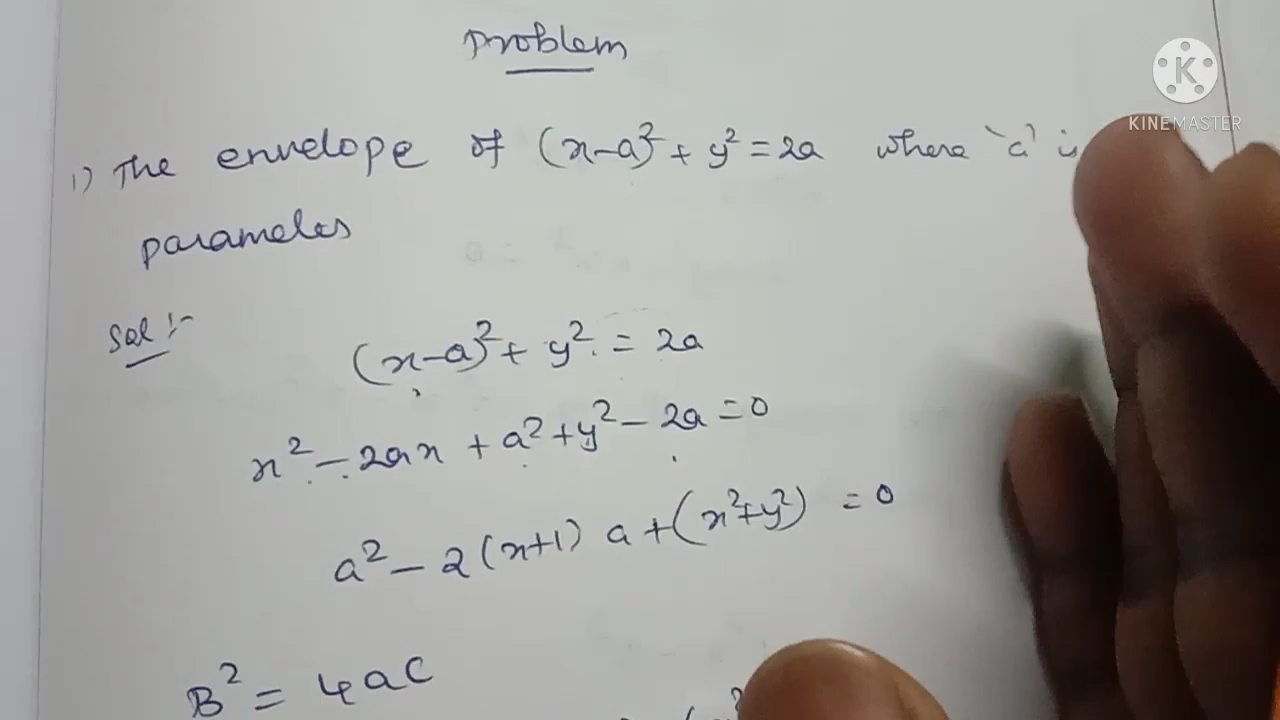 problem
K
KINEMASTER
1) The envelope of (x-a)² + y² = 2a where 'a' is
parameter
Sol :-
(x-a)² + y² = 2a
x² - 2ax + a² + y² - 2a = 0
a² - 2(x+1) a + (x²+y²) = 0
B² = 4aC